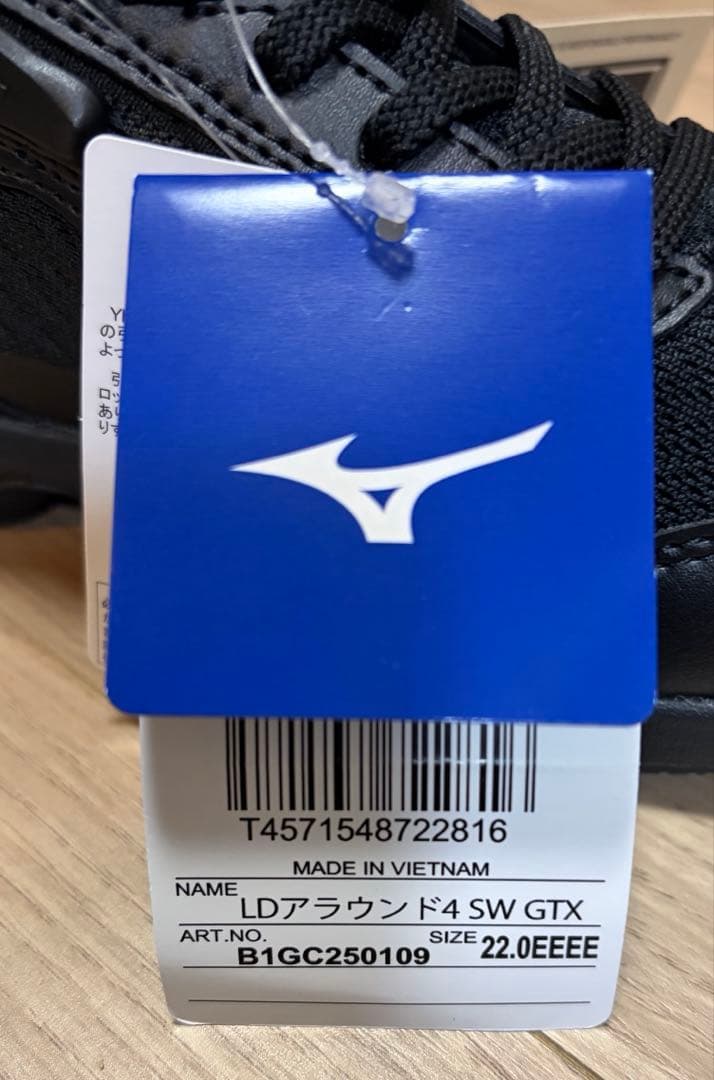 T4571548722816
MADE IN VIETNAM
NAME LDアラウンド4 SW GTX
ART.NO. B1GC250109 SIZE 22.0EEEE